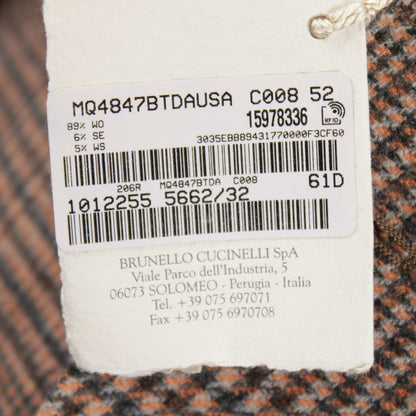 MQ4847BTDAUSA C008 52
89% WO
6% SE
5% WS
15978336
RFID
3035EBBB9431770000F3CF60
206R MQ4847BTDA C008
1012255 5662/32 61D
BRUNELLO CUCINELLI SpA
Viale Parco dell'Industria, 5
06073 SOLOMEO - Perugia - Italia
Tel. +39 075 697071
Fax +39 075 6970708